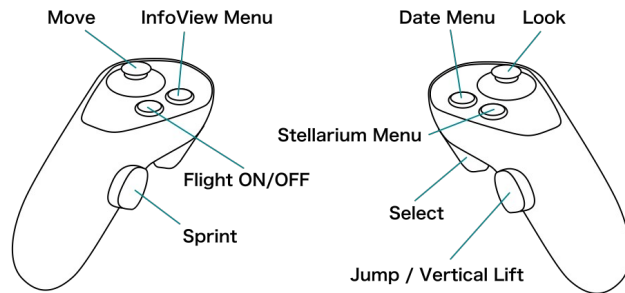 Move
InfoView Menu
Date Menu
Look
Stellarium Menu
Flight ON/OFF
Select
Sprint
Jump / Vertical Lift